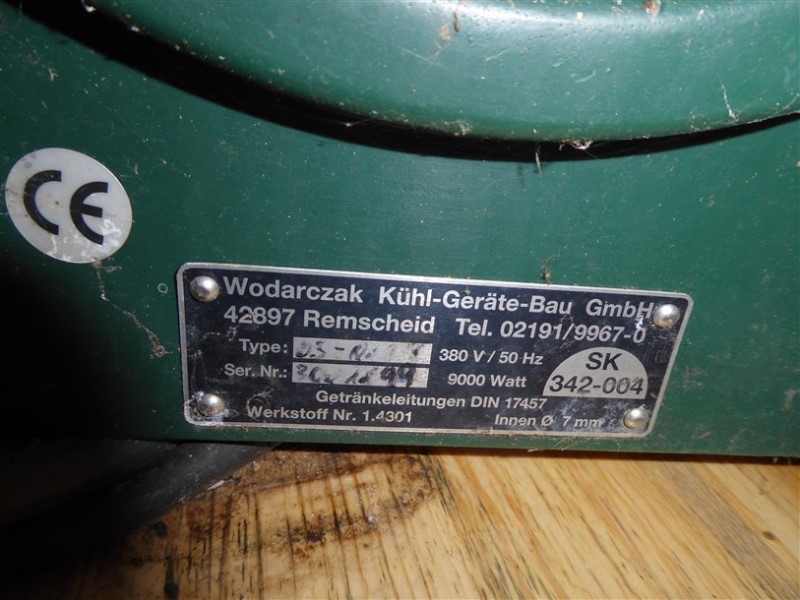 CE
Wodarczak Kühl-Geräte-Bau GmbH
42897 Remscheid Tel. 02191/9967-0
Type: 380 V / 50 Hz
Ser. Nr.: 9000 Watt
SK
342-004
Getränkeleitungen DIN 17457
Werkstoff Nr. 1.4301 Innen Ø 7 mm